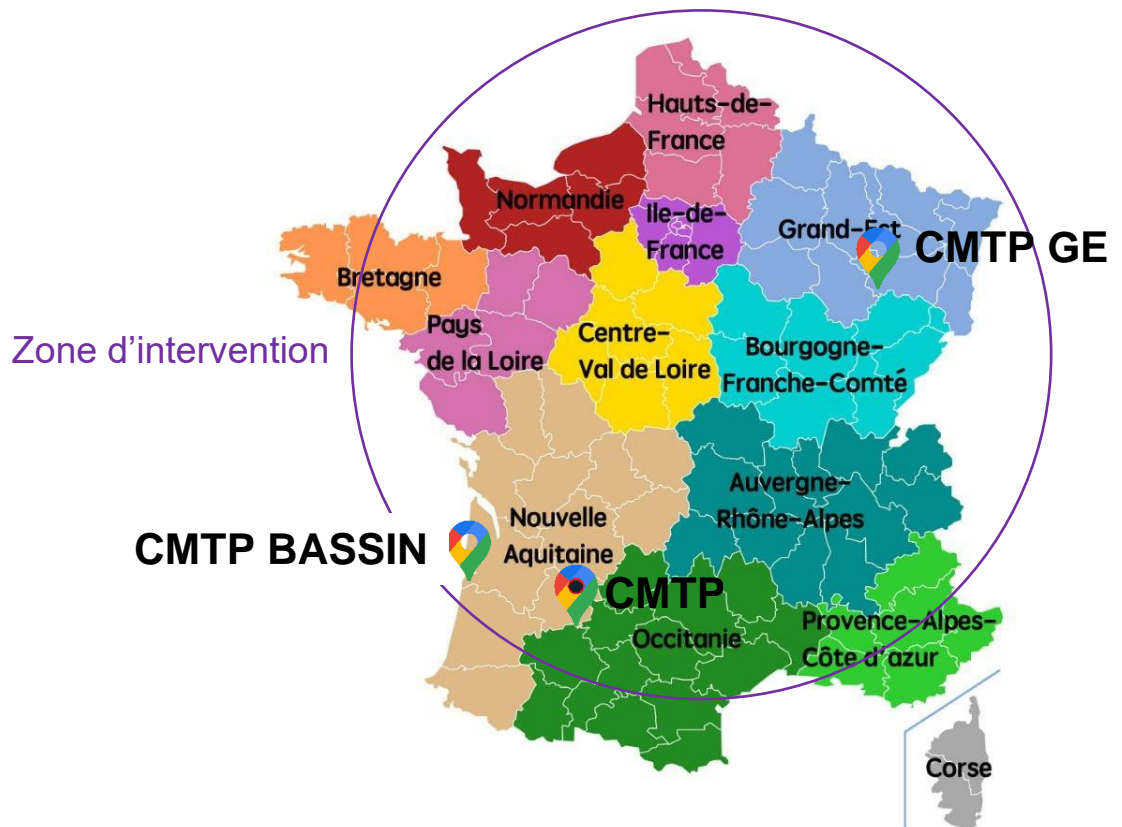 Hauts-de-
France
Normandie
Ile-de-
France
Grand-Est
CMTP GE
Bretagne
Pays
de la Loire
Centre-
Val de Loire
Bourgogne-
Franche-Comté
Zone d'intervention
Auvergne-
Rhône-Alpes
Nouvelle
Aquitaine
CMTP BASSIN
CMTP
Occitanie
Provence-Alpes-
Côte d'azur
Corse